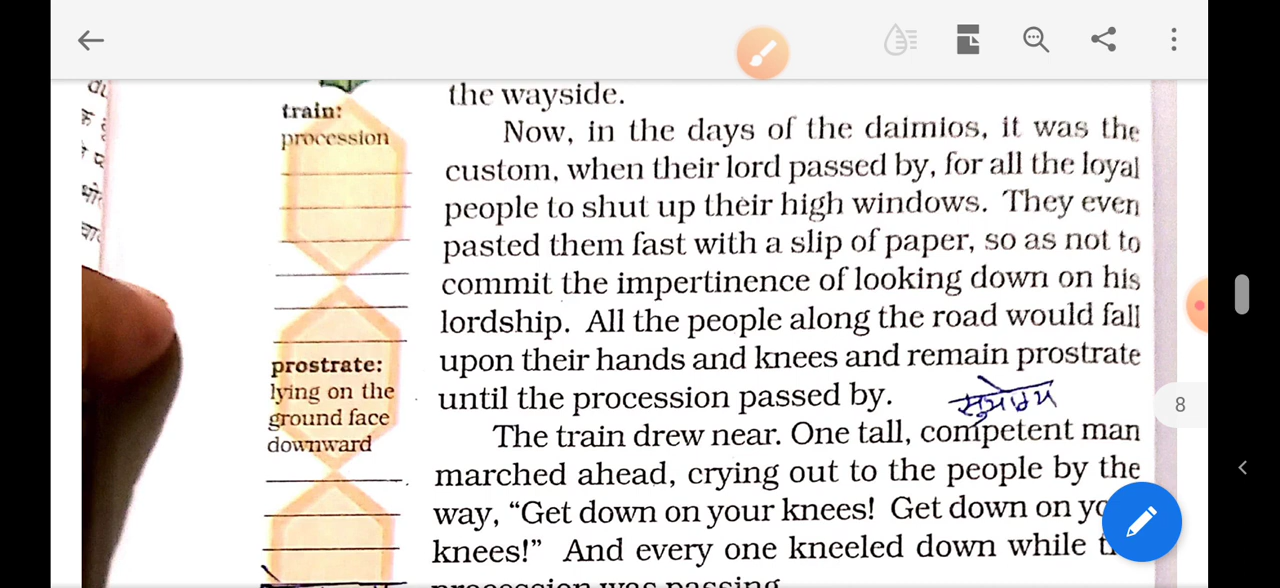 train:
procession
prostrate:
lying on the
ground face
downward
the wayside.
Now, in the days of the daimios, it was the
custom, when their lord passed by, for all the loyal
people to shut up their high windows. They even
pasted them fast with a slip of paper, so as not to
commit the impertinence of looking down on his
lordship. All the people along the road would fall
upon their hands and knees and remain prostrate
until the procession passed by.
The train drew near. One tall, competent man
marched ahead, crying out to the people by the
way, “Get down on your knees! Get down on
knees!” And every one kneeled down while
procession was passing.
8